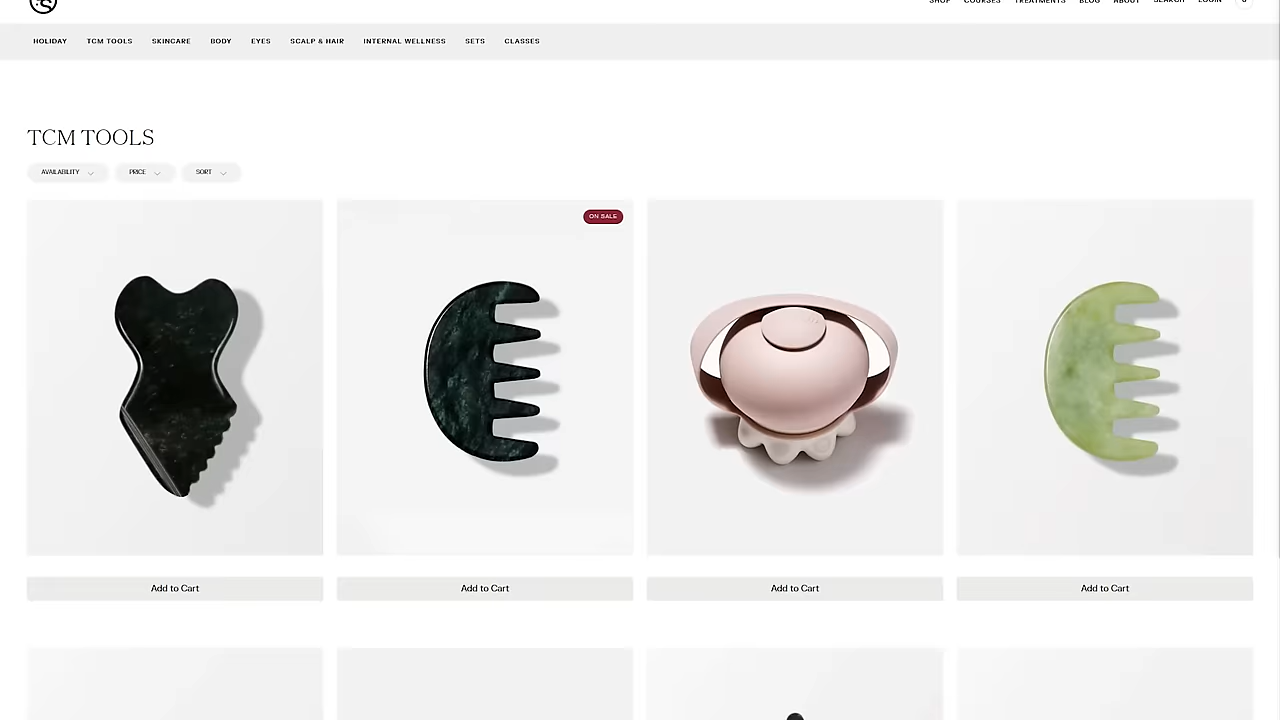 SHOP COURSES TREATMENTS BLOG ABOUT SEARCH LOGIN
HOLIDAY TCM TOOLS SKINCARE BODY EYES SCALP & HAIR INTERNAL WELLNESS SETS CLASSES
TCM TOOLS
AVAILABILITY PRICE SORT
ON SALE
Add to Cart Add to Cart Add to Cart Add to Cart